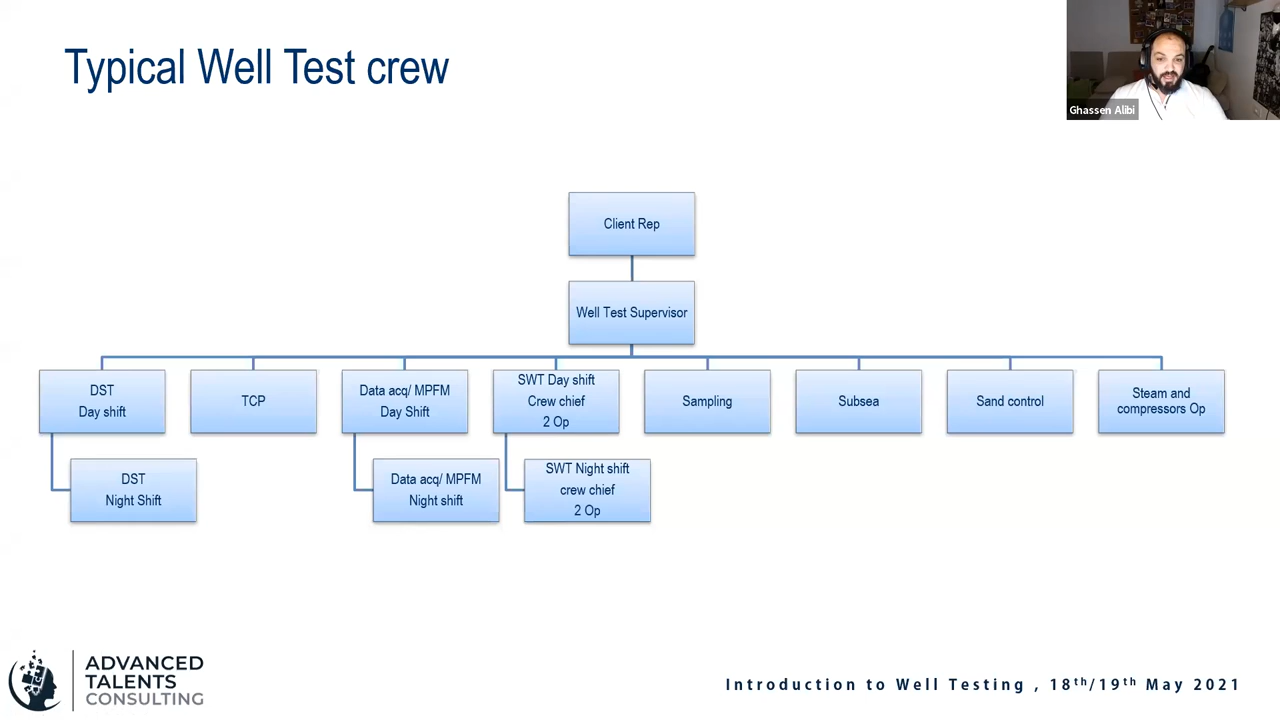 Typical Well Test crew
Ghassen Alibi
Client Rep
Well Test Supervisor
DST
Day shift
TCP
Data acq/ MPFM
Day Shift
SWT Day shift
Crew chief
2 Op
Sampling
Subsea
Sand control
Steam and
compressors Op
DST
Night Shift
Data acq/ MPFM
Night shift
SWT Night shift
crew chief
2 Op
ADVANCED
TALENTS
CONSULTING
Introduction to Well Testing , 18th/19th May 2021